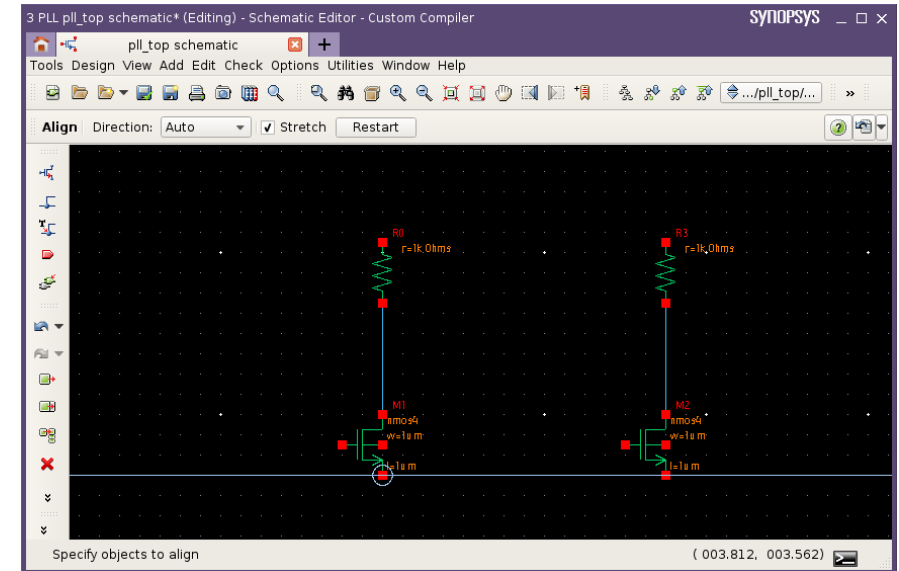 3 PLL pll_top schematic* (Editing) - Schematic Editor - Custom Compiler
SYNOPSYS
pll_top schematic
Tools Design View Add Edit Check Options Utilities Window Help
.../pll_top/...
»
Align Direction: Auto Stretch Restart
R0
r=1k Ohms
R3
r=1k Ohms
M1
nmos4
w=1um
l=1um
M2
nmos4
w=1um
l=1um
Specify objects to align
( 003.812, 003.562)